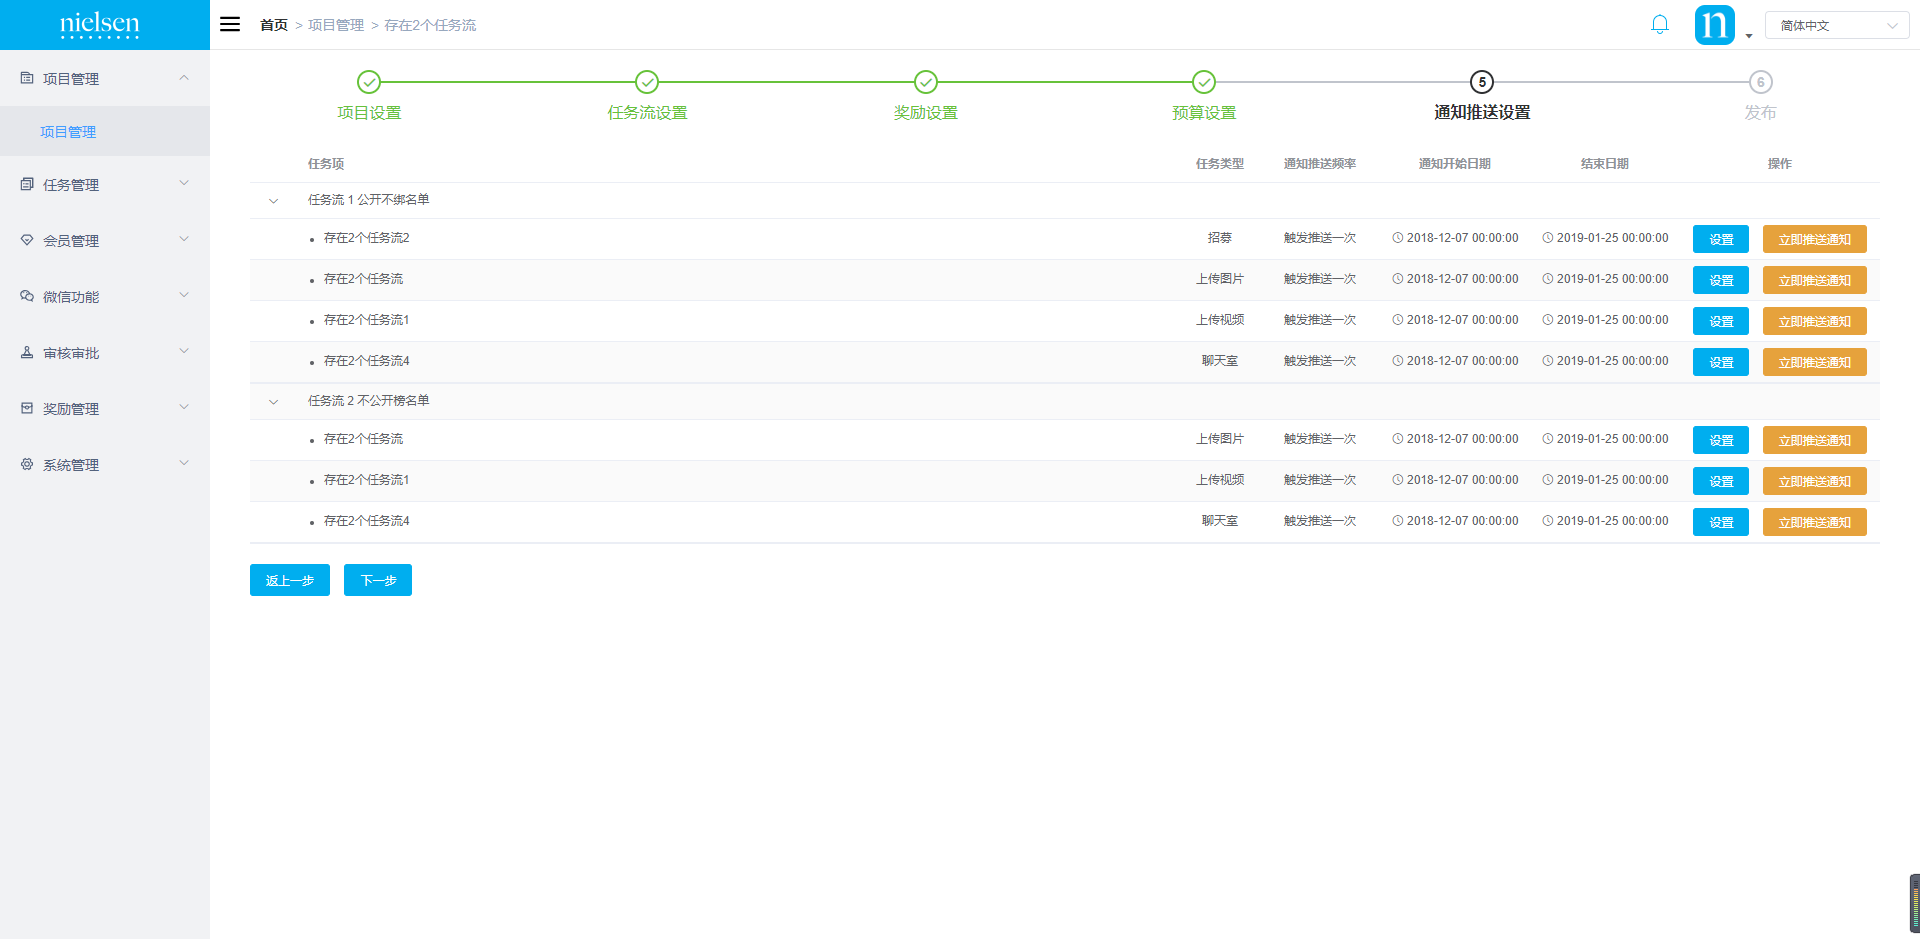 nielsen
首页 > 项目管理 > 存在2个任务流
n
简体中文
项目管理
项目管理
任务管理
会员管理
微信功能
审核审批
奖励管理
系统管理
5
6
项目设置 任务流设置 奖励设置 预算设置 通知推送设置 发布
任务项 任务类型 通知推送频率 通知开始日期 结束日期 操作
任务流 1 公开不绑名单
存在2个任务流2 招募 触发推送一次 2018-12-07 00:00:00 2019-01-25 00:00:00 设置 立即推送通知
存在2个任务流 上传图片 触发推送一次 2018-12-07 00:00:00 2019-01-25 00:00:00 设置 立即推送通知
存在2个任务流1 上传视频 触发推送一次 2018-12-07 00:00:00 2019-01-25 00:00:00 设置 立即推送通知
存在2个任务流4 聊天室 触发推送一次 2018-12-07 00:00:00 2019-01-25 00:00:00 设置 立即推送通知
任务流 2 不公开榜名单
存在2个任务流 上传图片 触发推送一次 2018-12-07 00:00:00 2019-01-25 00:00:00 设置 立即推送通知
存在2个任务流1 上传视频 触发推送一次 2018-12-07 00:00:00 2019-01-25 00:00:00 设置 立即推送通知
存在2个任务流4 聊天室 触发推送一次 2018-12-07 00:00:00 2019-01-25 00:00:00 设置 立即推送通知
返上一步 下一步